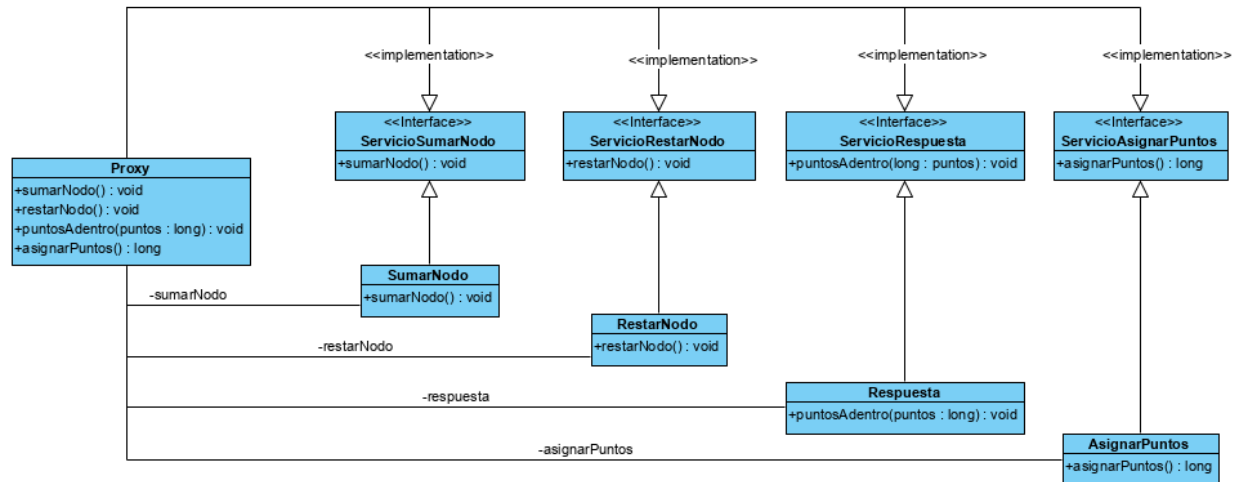 <<implementation>>
<<implementation>>
<<implementation>>
<<implementation>>
<<Interface>>
ServicioSumarNodo
+sumarNodo() : void
<<Interface>>
ServicioRestarNodo
+restarNodo() : void
<<Interface>>
ServicioRespuesta
+puntosAdentro(long : puntos) : void
<<Interface>>
ServicioAsignarPuntos
+asignarPuntos() : long
Proxy
+sumarNodo() : void
+restarNodo() : void
+puntosAdentro(puntos : long) : void
+asignarPuntos() : long
SumarNodo
+sumarNodo() : void
-sumarNodo
RestarNodo
+restarNodo() : void
-restarNodo
Respuesta
+puntosAdentro(puntos : long) : void
-respuesta
AsignarPuntos
+asignarPuntos() : long
-asignarPuntos